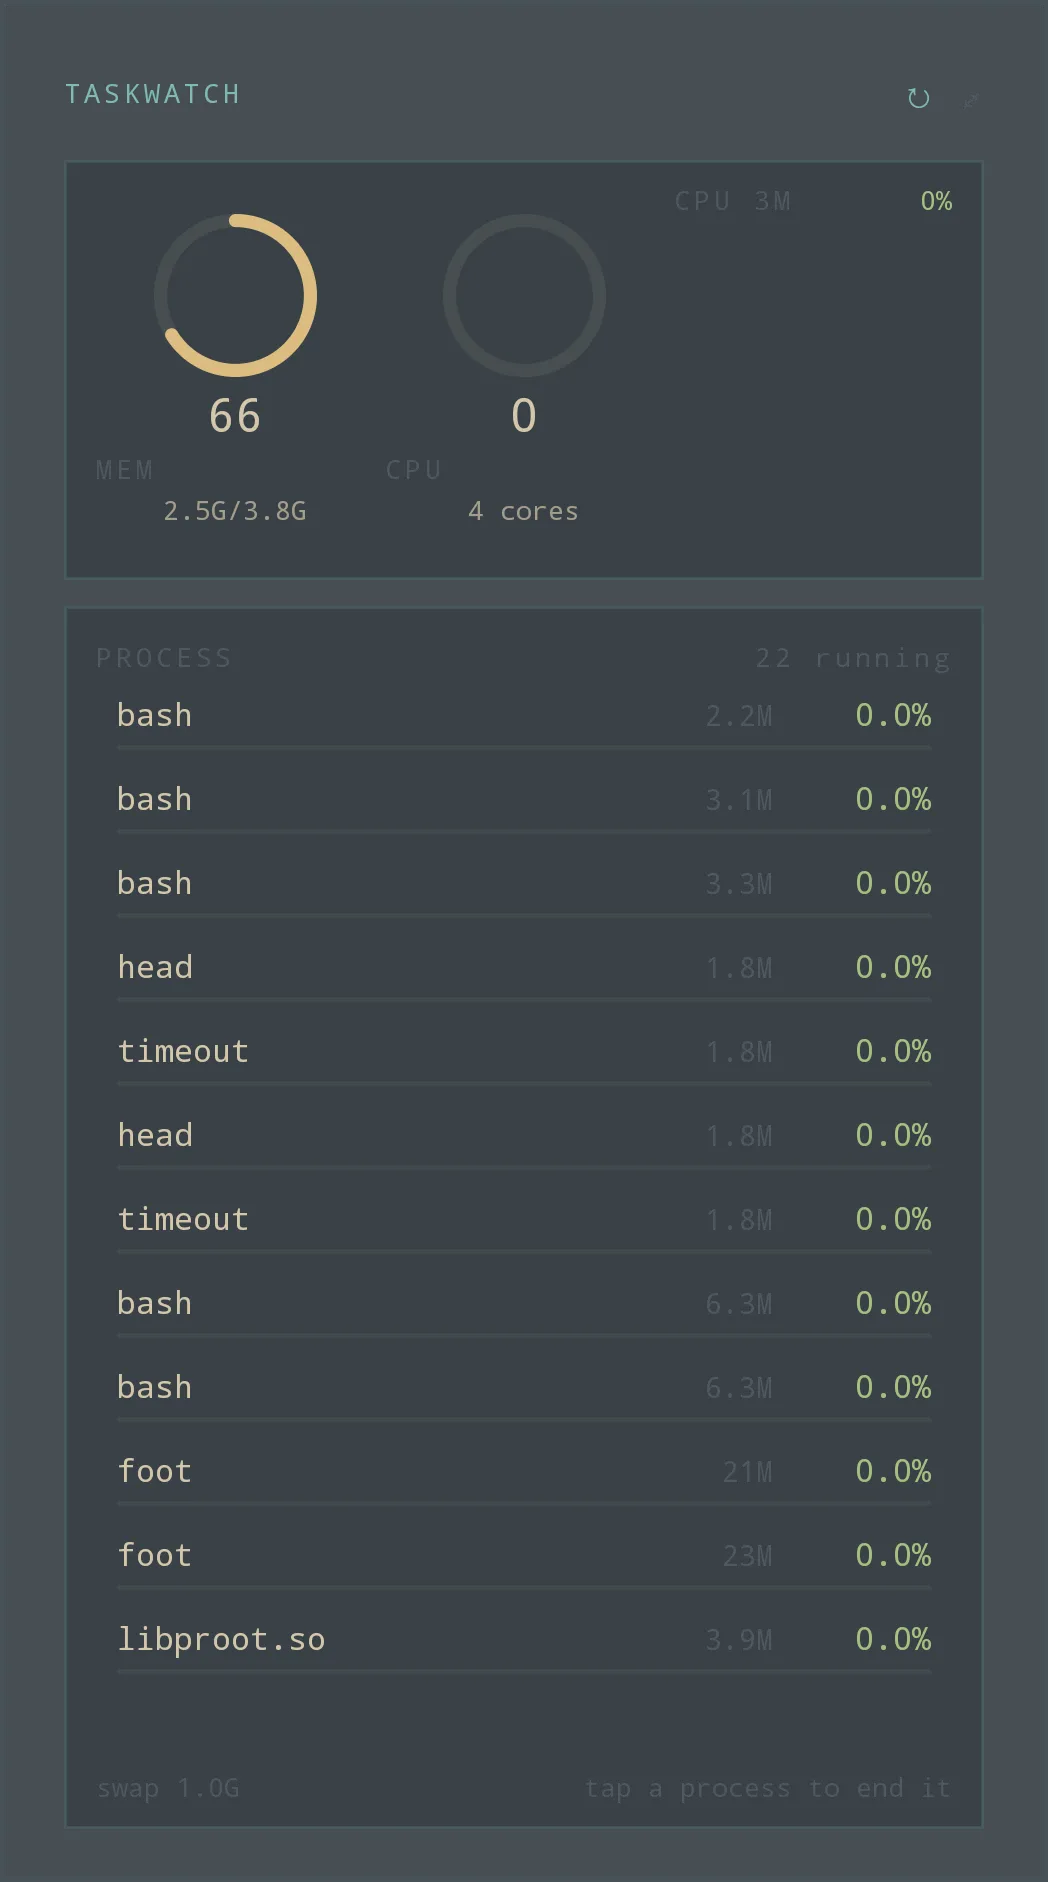 TASKWATCH
CPU 3M 0%
66 0
MEM CPU
2.5G/3.8G 4 cores
PROCESS 22 running
bash 2.2M 0.0%
bash 3.1M 0.0%
bash 3.3M 0.0%
head 1.8M 0.0%
timeout 1.8M 0.0%
head 1.8M 0.0%
timeout 1.8M 0.0%
bash 6.3M 0.0%
bash 6.3M 0.0%
foot 21M 0.0%
foot 23M 0.0%
libproot.so 3.9M 0.0%
swap 1.0G tap a process to end it